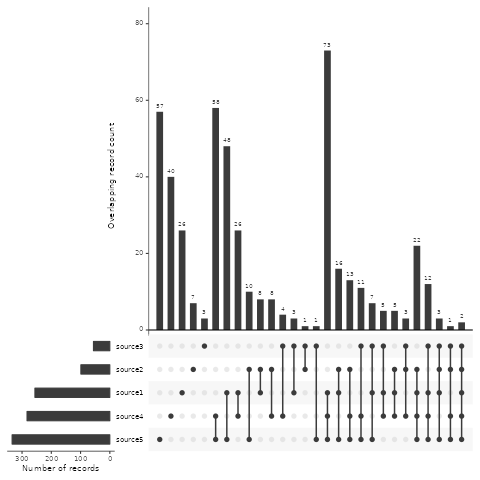 80
60
40
20
0
Overlapping record count
57 40 26 7 3 58 48 26 10 8 8 4 3 1 1 73 16 13 11 7 5 5 3 22 12 3 1 2
source3
source2
source1
source4
source5
300 200 100 0
Number of records